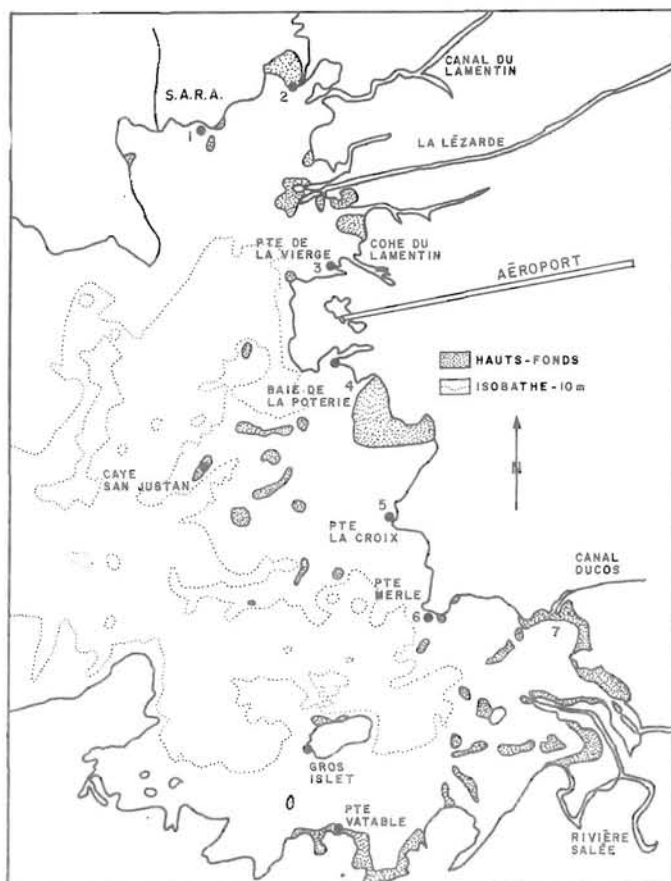 CANAL DU
LAMENTIN
S.A.R.A.
2
1
LA LÉZARDE
PTE DE
LA VIERGE
3
COHE DU
LAMENTIN
AÉROPORT
HAUTS-FONDS
ISOBATHE-10m
BAIE DE
LA POTERIE
4
N
CAYE
SAN JUSTAN
5
PTE
LA CROIX
CANAL
DUCOS
PTE
MERLE
6
7
GROS
ISLET
PTE
VATABLE
RIVIÈRE
SALÉE